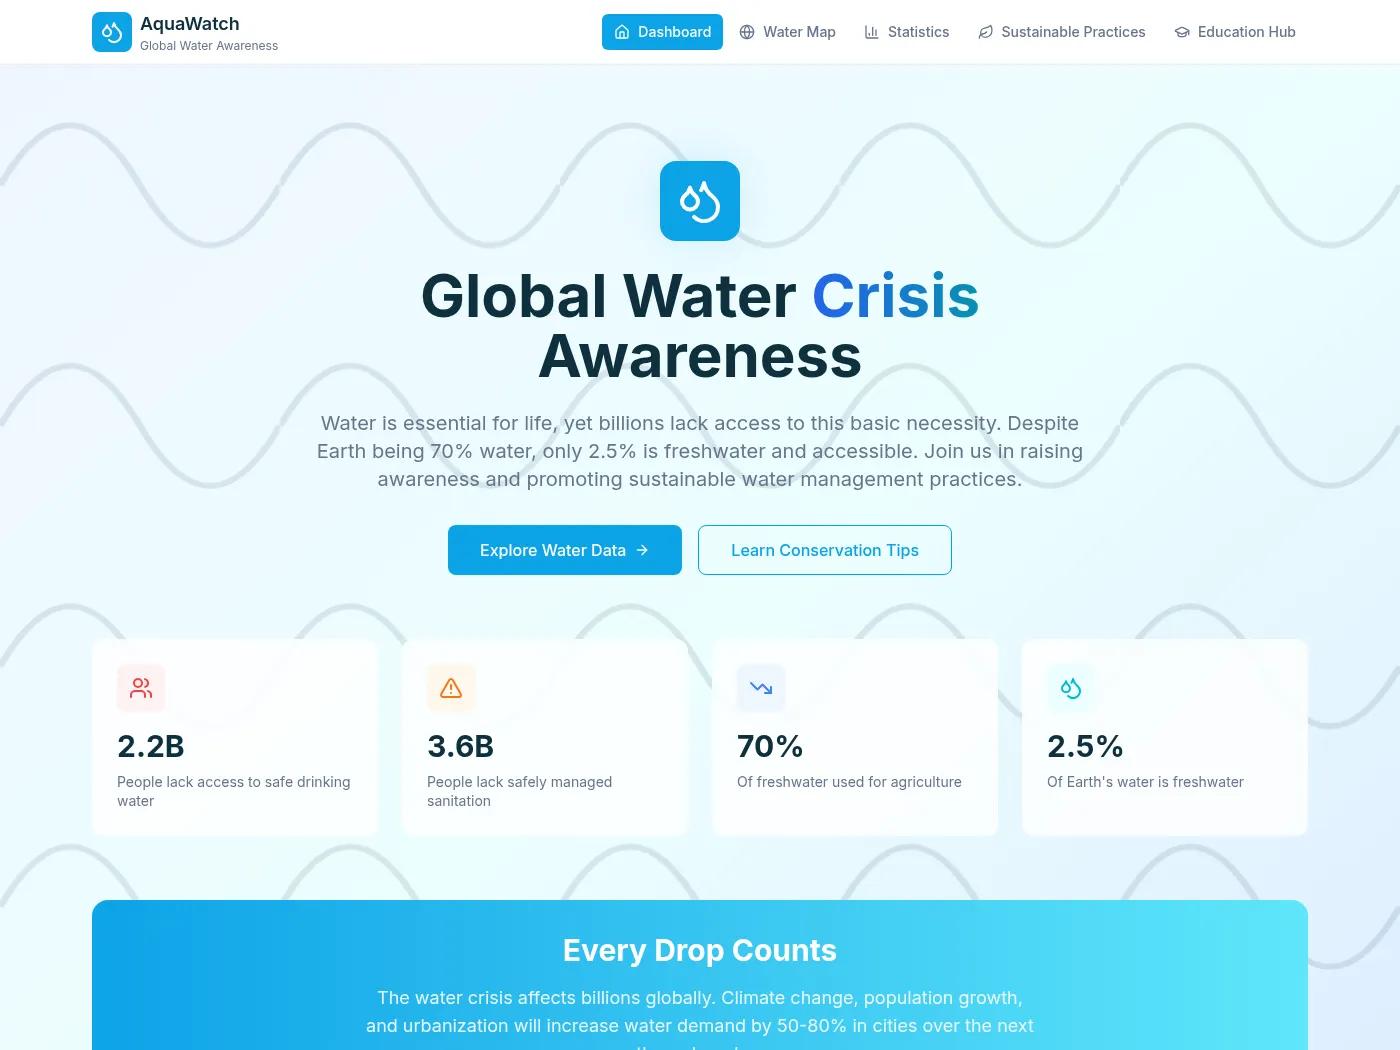 AquaWatch
Global Water Awareness
Dashboard
Water Map
Statistics
Sustainable Practices
Education Hub
Global Water Crisis
Awareness
Water is essential for life, yet billions lack access to this basic necessity. Despite
Earth being 70% water, only 2.5% is freshwater and accessible. Join us in raising
awareness and promoting sustainable water management practices.
Explore Water Data
Learn Conservation Tips
2.2B
People lack access to safe drinking
water
3.6B
People lack safely managed
sanitation
70%
Of freshwater used for agriculture
2.5%
Of Earth's water is freshwater
Every Drop Counts
The water crisis affects billions globally. Climate change, population growth,
and urbanization will increase water demand by 50-80% in cities over the next